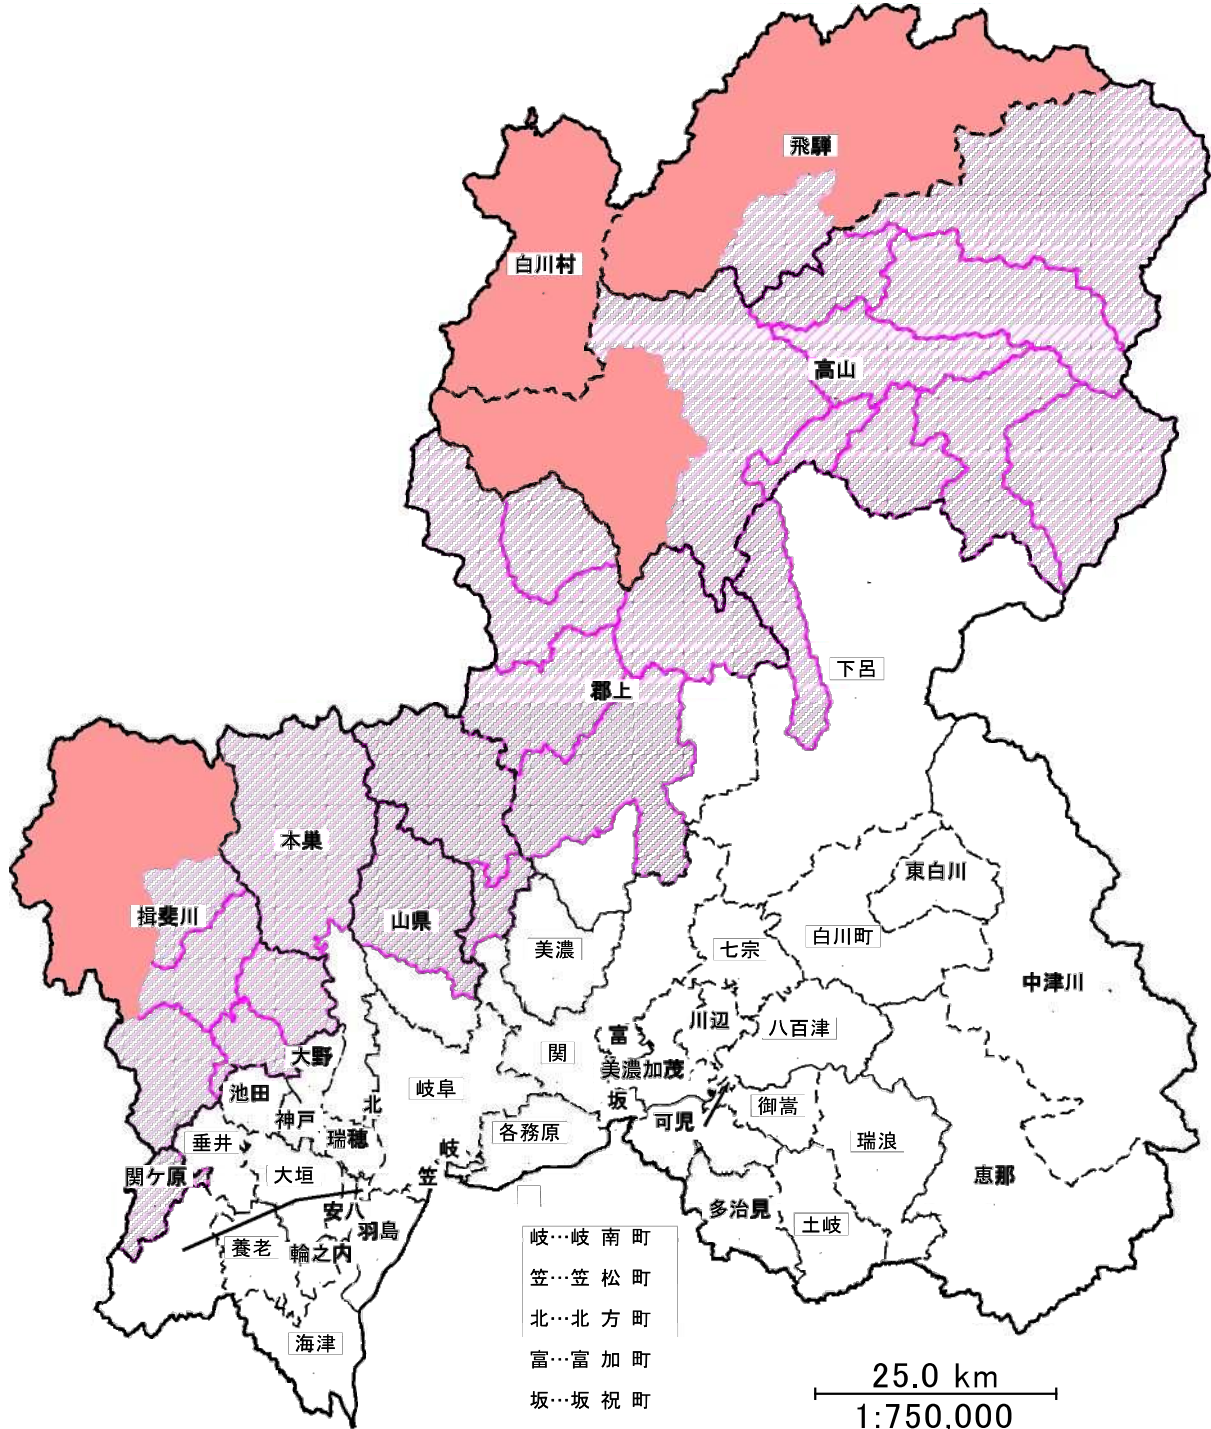 飛騨
白川村
高山
下呂
郡上
本巣
揖斐川
山県
東白川
白川町
美濃
七宗
中津川
富
川辺
八百津
関
大野
美濃加茂
池田
岐阜
北
坂
御嵩
神戸
可児
瑞穂
各務原
垂井
岐
瑞浪
関ケ原
大垣
笠
恵那
安八
多治見
羽島
土岐
養老
輪之内
海津
岐…岐南町
笠…笠松町
北…北方町
富…富加町
坂…坂祝町
25.0 km
1:750,000